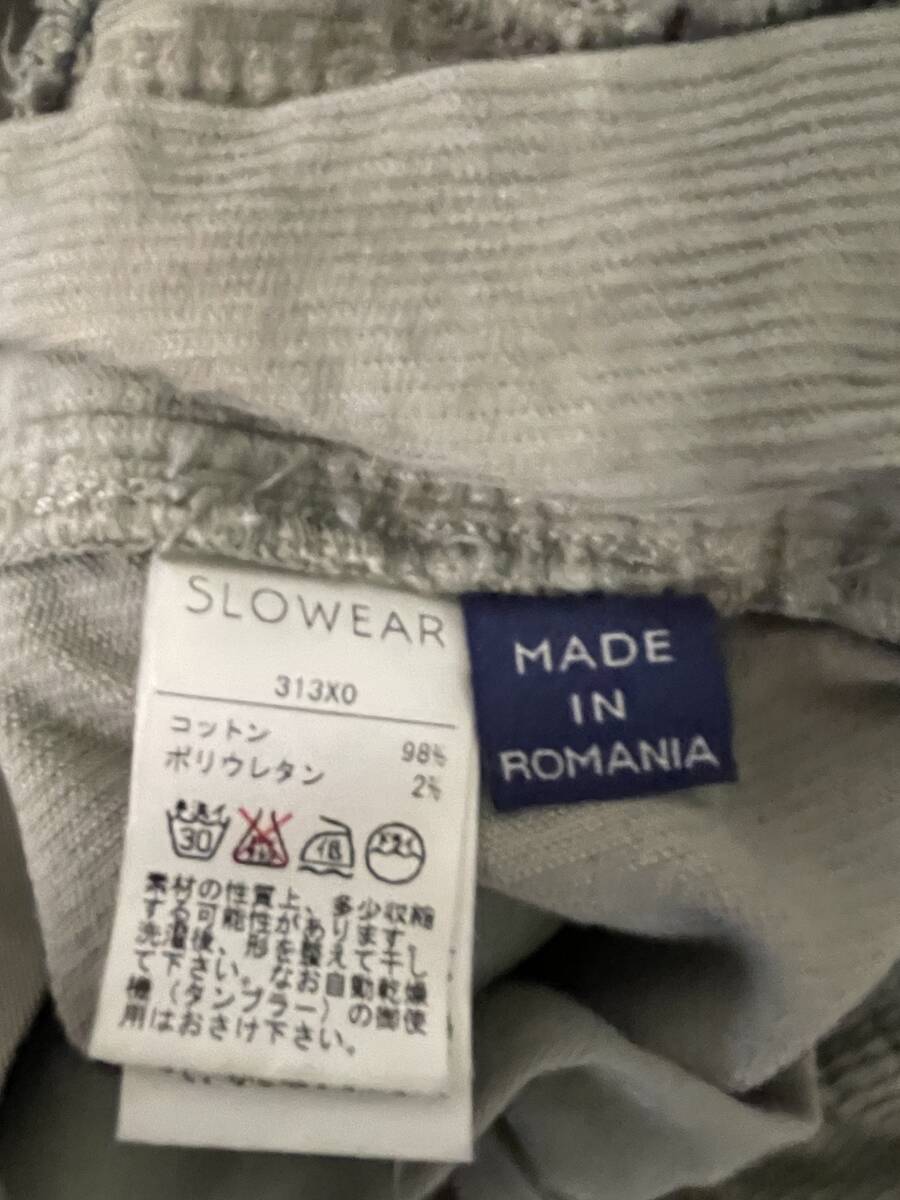 SLOWEAR
313X0
コットン 98%
ポリウレタン 2%
30
素材の性質上、多少収縮
する可能性があります。
洗濯後、形を整えて干し
て下さい。なお自動乾燥
機(タンブラー)の御使
用はおさけ下さい。
MADE
IN
ROMANIA